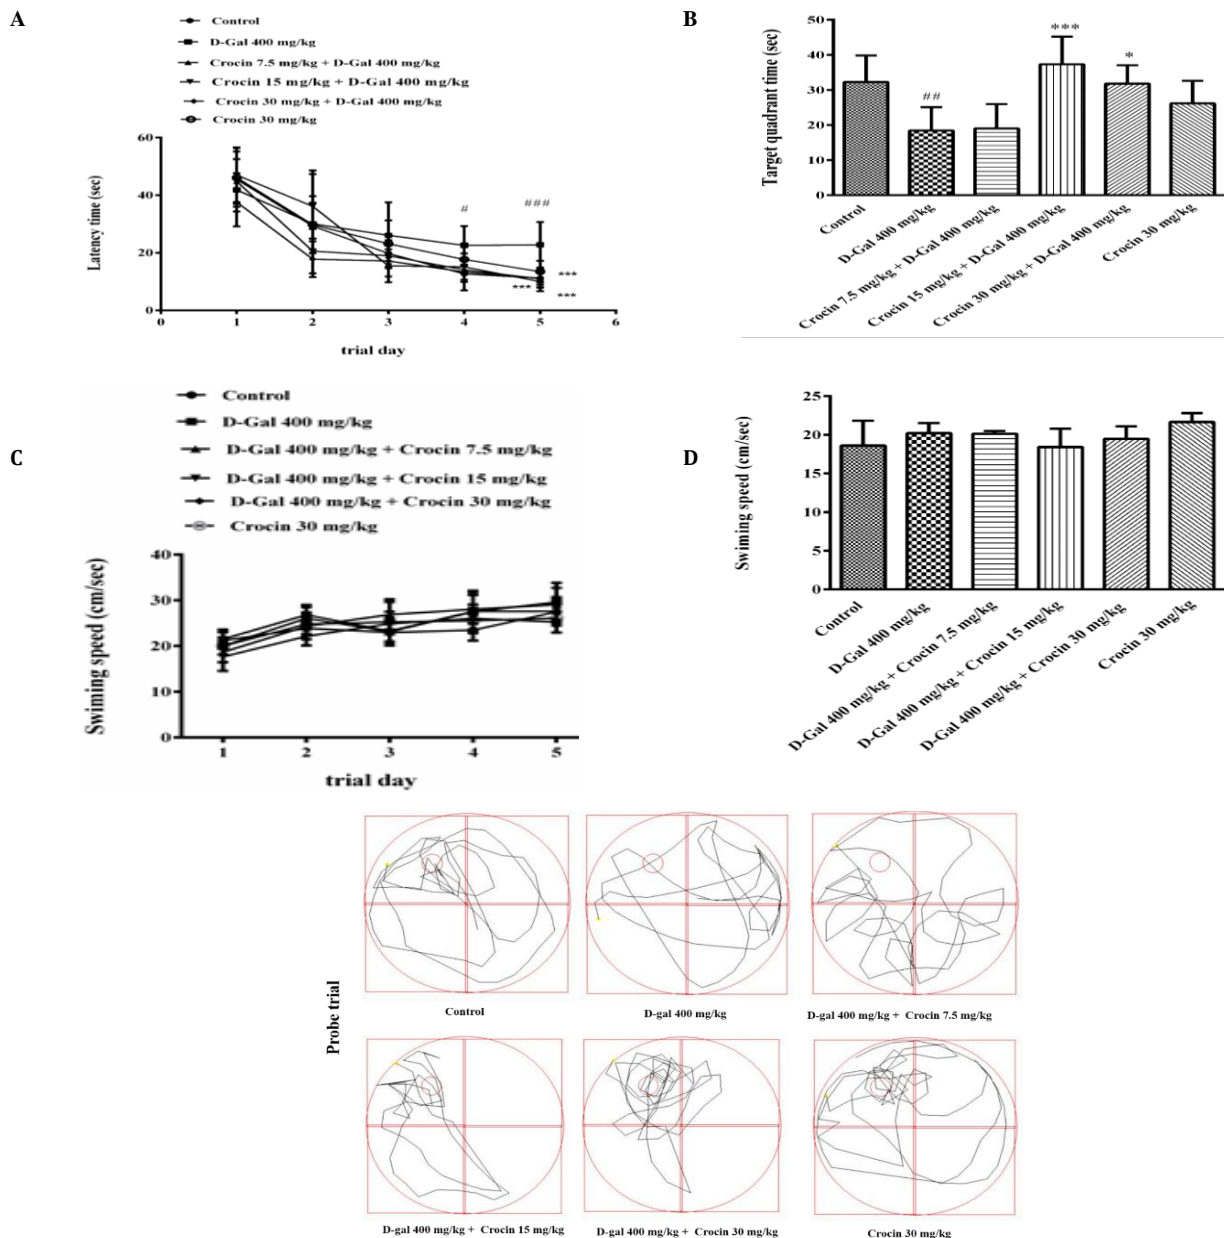 A
Control
D-Gal 400 mg/kg
Crocin 7.5 mg/kg + D-Gal 400 mg/kg
Crocin 15 mg/kg + D-Gal 400 mg/kg
Crocin 30 mg/kg + D-Gal 400 mg/kg
Crocin 30 mg/kg
Latency time (sec)
60
40
20
0
#
###
***
***
***
0 1 2 3 4 5 6
trial day
B
Target quadrant time (sec)
50
40
30
20
10
0
##
***
*
Control
D-Gal 400 mg/kg
Crocin 7.5 mg/kg + D-Gal 400 mg/kg
Crocin 15 mg/kg + D-Gal 400 mg/kg
Crocin 30 mg/kg + D-Gal 400 mg/kg
Crocin 30 mg/kg
C
Control
D-Gal 400 mg/kg
D-Gal 400 mg/kg + Crocin 7.5 mg/kg
D-Gal 400 mg/kg + Crocin 15 mg/kg
D-Gal 400 mg/kg + Crocin 30 mg/kg
Crocin 30 mg/kg
Swiming speed (cm/sec)
40
30
20
10
0
1 2 3 4 5
trial day
D
Swiming speed (cm/sec)
25
20
15
10
5
0
Control
D-Gal 400 mg/kg
D-Gal 400 mg/kg + Crocin 7.5 mg/kg
D-Gal 400 mg/kg + Crocin 15 mg/kg
D-Gal 400 mg/kg + Crocin 30 mg/kg
Crocin 30 mg/kg
Probe trial
Control
D-gal 400 mg/kg
D-gal 400 mg/kg + Crocin 7.5 mg/kg
D-gal 400 mg/kg + Crocin 15 mg/kg
D-gal 400 mg/kg + Crocin 30 mg/kg
Crocin 30 mg/kg